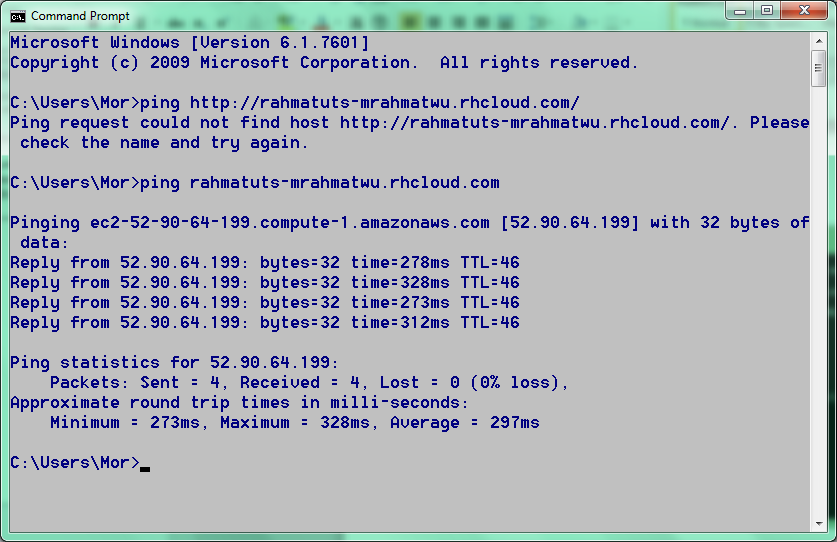 Command Prompt
Microsoft Windows [Version 6.1.7601]
Copyright (c) 2009 Microsoft Corporation.  All rights reserved.

C:\Users\Mor>ping http://rahmatuts-mrahmatwu.rhcloud.com/
Ping request could not find host http://rahmatuts-mrahmatwu.rhcloud.com/. Please
 check the name and try again.

C:\Users\Mor>ping rahmatuts-mrahmatwu.rhcloud.com

Pinging ec2-52-90-64-199.compute-1.amazonaws.com [52.90.64.199] with 32 bytes of
 data:
Reply from 52.90.64.199: bytes=32 time=278ms TTL=46
Reply from 52.90.64.199: bytes=32 time=328ms TTL=46
Reply from 52.90.64.199: bytes=32 time=273ms TTL=46
Reply from 52.90.64.199: bytes=32 time=312ms TTL=46

Ping statistics for 52.90.64.199:
    Packets: Sent = 4, Received = 4, Lost = 0 (0% loss),
Approximate round trip times in milli-seconds:
    Minimum = 273ms, Maximum = 328ms, Average = 297ms

C:\Users\Mor>